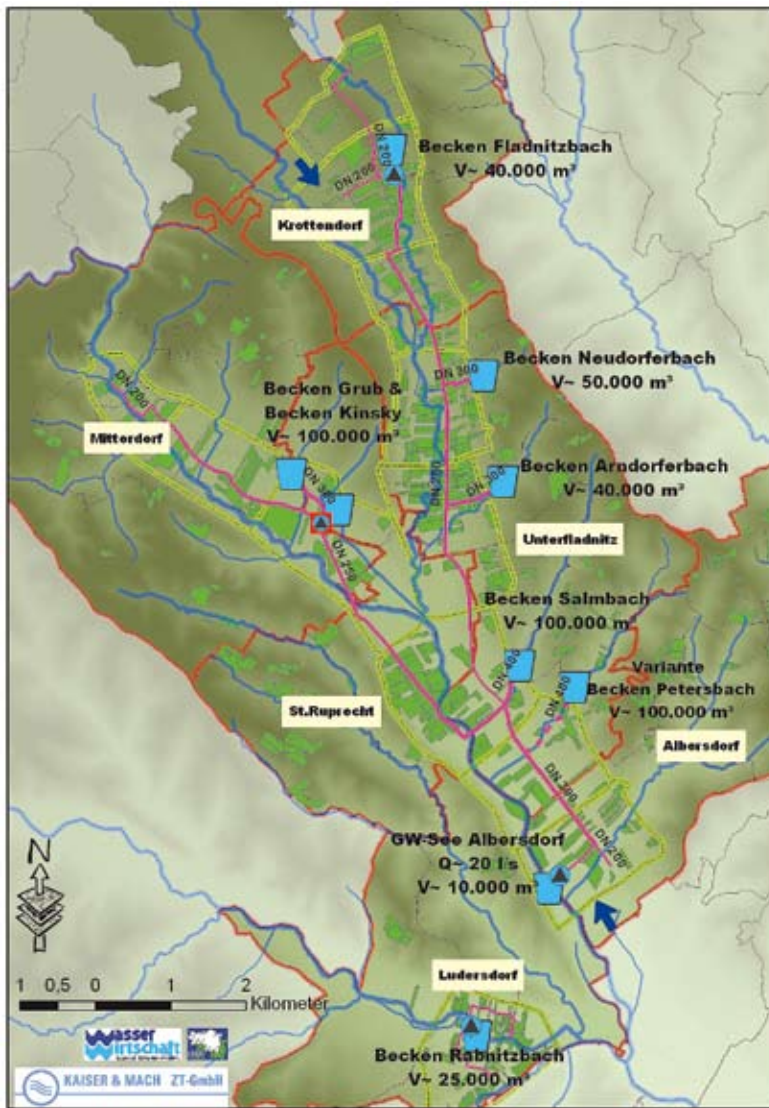 DN 200
DN 200
Becken Fladnitzbach
V~ 40.000 m³
Krottendorf
DN 300
Becken Neudorferbach
V~ 50.000 m³
DN 200
Mitterdorf
Becken Grub &
Becken Kinsky
V~ 100.000 m³
DN 300
DN 250
DN 200
DN 300
Becken Arndorferbach
V~ 40.000 m³
Unterfladnitz
Becken Salmbach
V~ 100.000 m³
DN 400
DN 400
Variante
Becken Petersbach
V~ 100.000 m³
St.Ruprecht
Albersdorf
DN 300
DN 200
GW-See Albersdorf
Q~ 20 l/s
V~ 10.000 m³
N
1 0,5 0 1 2
Kilometer
Ludersdorf
Becken Rabnitzbach
V~ 25.000 m³
Wasser
Wirtschaft
KAISER & MACH ZT-GmbH